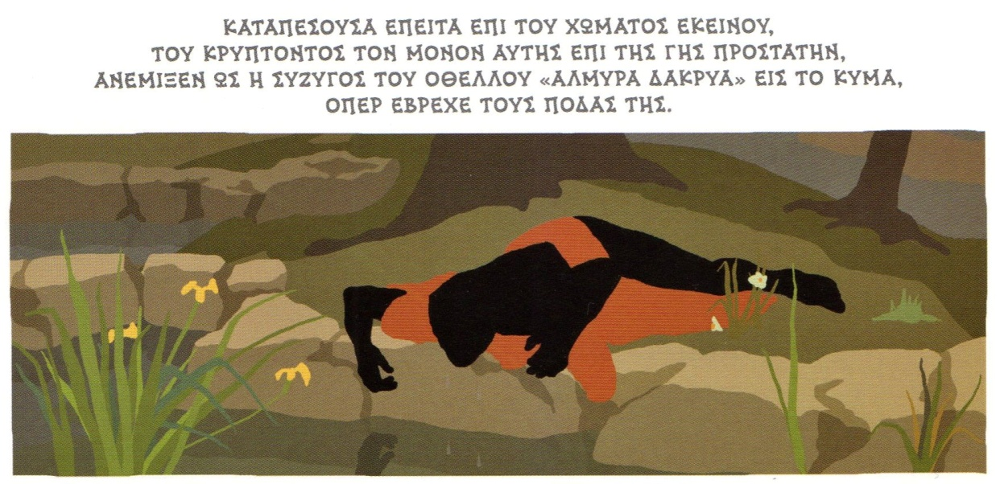 ΚΑΤΑΠΕΣΟΥΣΑ ΕΠΕΙΤΑ ΕΠΙ ΤΟΥ ΧΩΜΑΤΟΣ ΕΚΕΙΝΟΥ,
ΤΟΥ ΚΡΥΠΤΟΝΤΟΣ ΤΟΝ ΜΟΝΟΝ ΑΥΤΗΣ ΕΠΙ ΤΗΣ ΓΗΣ ΠΡΟΣΤΑΤΗΝ,
ΑΝΕΜΙΞΕΝ ΩΣ Η ΣΥΖΥΓΟΣ ΤΟΥ ΟΘΕΛΛΟΥ «ΑΛΜΥΡΑ ΔΑΚΡΥΑ» ΕΙΣ ΤΟ ΚΥΜΑ,
ΟΠΕΡ ΕΒΡΕΧΕ ΤΟΥΣ ΠΟΔΑΣ ΤΗΣ.